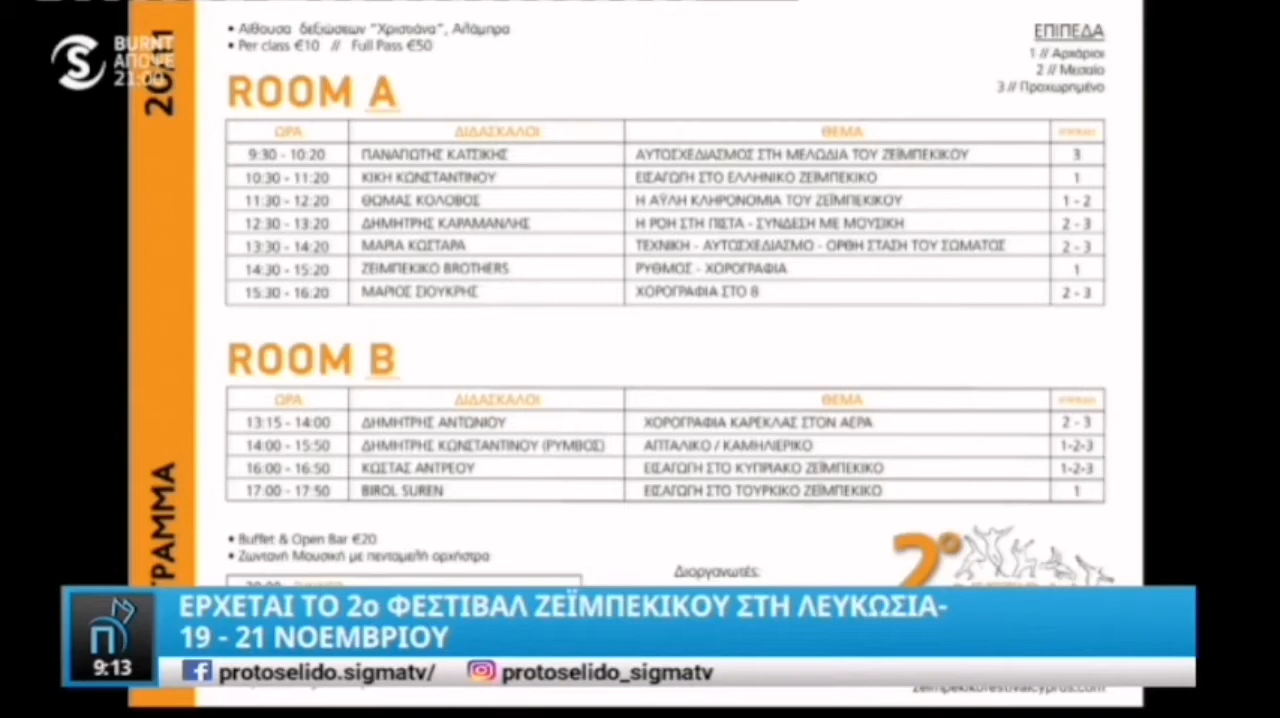 • Αίθουσα δεξιώσεων "Χριστιάνα", Αλάμπρα
• Per class €10 // Full Pass €50
ΕΠΙΠΕΔΑ
1 // Αρχάριοι
2 // Μεσαίο
3 // Προχωρημένο
BURNT
ΑΠΟΨΕ
21:00
ROOM A
ΩΡΑ ΔΙΔΑΣΚΑΛΟΙ ΘΕΜΑ
9:30 - 10:20 ΠΑΝΑΓΙΩΤΗΣ ΚΑΤΣΙΚΗΣ ΑΥΤΟΣΧΕΔΙΑΣΜΟΣ ΣΤΗ ΜΕΛΩΔΙΑ ΤΟΥ ΖΕΪΜΠΕΚΙΚΟΥ 3
10:30 - 11:20 ΚΙΚΗ ΚΩΝΣΤΑΝΤΙΝΟΥ ΕΙΣΑΓΩΓΗ ΣΤΟ ΕΛΛΗΝΙΚΟ ΖΕΪΜΠΕΚΙΚΟ 1
11:30 - 12:20 ΘΩΜΑΣ ΚΟΛΟΒΟΣ Η ΑΫΛΗ ΚΛΗΡΟΝΟΜΙΑ ΤΟΥ ΖΕΪΜΠΕΚΙΚΟΥ 1 - 2
12:30 - 13:20 ΔΗΜΗΤΡΗΣ ΚΑΡΑΜΑΝΛΗΣ Η ΡΟΗ ΣΤΗ ΠΙΣΤΑ - ΣΥΝΔΕΣΗ ΜΕ ΜΟΥΣΙΚΗ 2 - 3
13:30 - 14:20 ΜΑΡΙΑ ΚΩΣΤΑΡΑ ΤΕΧΝΙΚΗ - ΑΥΤΟΣΧΕΔΙΑΣΜΟ - ΟΡΘΗ ΣΤΑΣΗ ΤΟΥ ΣΩΜΑΤΟΣ 2 - 3
14:30 - 15:20 ΖΕΙΜΠΕΚΙΚΟ BROTHERS ΡΥΘΜΟΣ - ΧΟΡΟΓΡΑΦΙΑ 1
15:30 - 16:20 ΜΑΡΙΟΣ ΣΙΟΥΚΡΗΣ ΧΟΡΟΓΡΑΦΙΑ ΣΤΟ 8 2 - 3
ROOM B
ΩΡΑ ΔΙΔΑΣΚΑΛΟΙ ΘΕΜΑ
13:15 - 14:00 ΔΗΜΗΤΡΗΣ ΑΝΤΩΝΙΟΥ ΧΟΡΟΓΡΑΦΙΑ ΚΑΡΕΚΛΑΣ ΣΤΟΝ ΑΕΡΑ 2 - 3
14:00 - 15:50 ΔΗΜΗΤΡΗΣ ΚΩΝΣΤΑΝΤΙΝΟΥ (ΡΥΜΒΟΣ) ΑΠΤΑΛΙΚΟ / ΚΑΜΗΛΙΕΡΙΚΟ 1-2-3
16:00 - 16:50 ΚΩΣΤΑΣ ΑΝΤΡΕΟΥ ΕΙΣΑΓΩΓΗ ΣΤΟ ΚΥΠΡΙΑΚΟ ΖΕΪΜΠΕΚΙΚΟ 1-2-3
17:00 - 17:50 BIROL SUREN ΕΙΣΑΓΩΓΗ ΣΤΟ ΤΟΥΡΚΙΚΟ ΖΕΪΜΠΕΚΙΚΟ 1
• Buffet & Open Bar €20
• Ζωντανή Μουσική με πενταμελή ορχήστρα
Διοργανωτές:
2ο
ΕΡΧΕΤΑΙ ΤΟ 2ο ΦΕΣΤΙΒΑΛ ΖΕΪΜΠΕΚΙΚΟΥ ΣΤΗ ΛΕΥΚΩΣΙΑ-
19 - 21 ΝΟΕΜΒΡΙΟΥ
9:13
protoselido.sigmatv/ protoselido_sigmatv